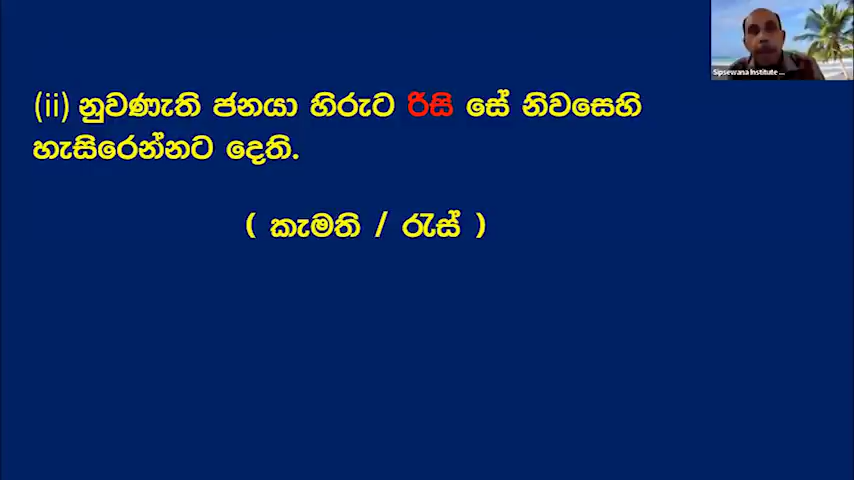 Sipsewana Institute ...
(ii) නුවණැති ජනයා හිරුට රිසි සේ නිවසෙහි
හැසිරෙන්නට දෙති.
( කැමති / රැස් )